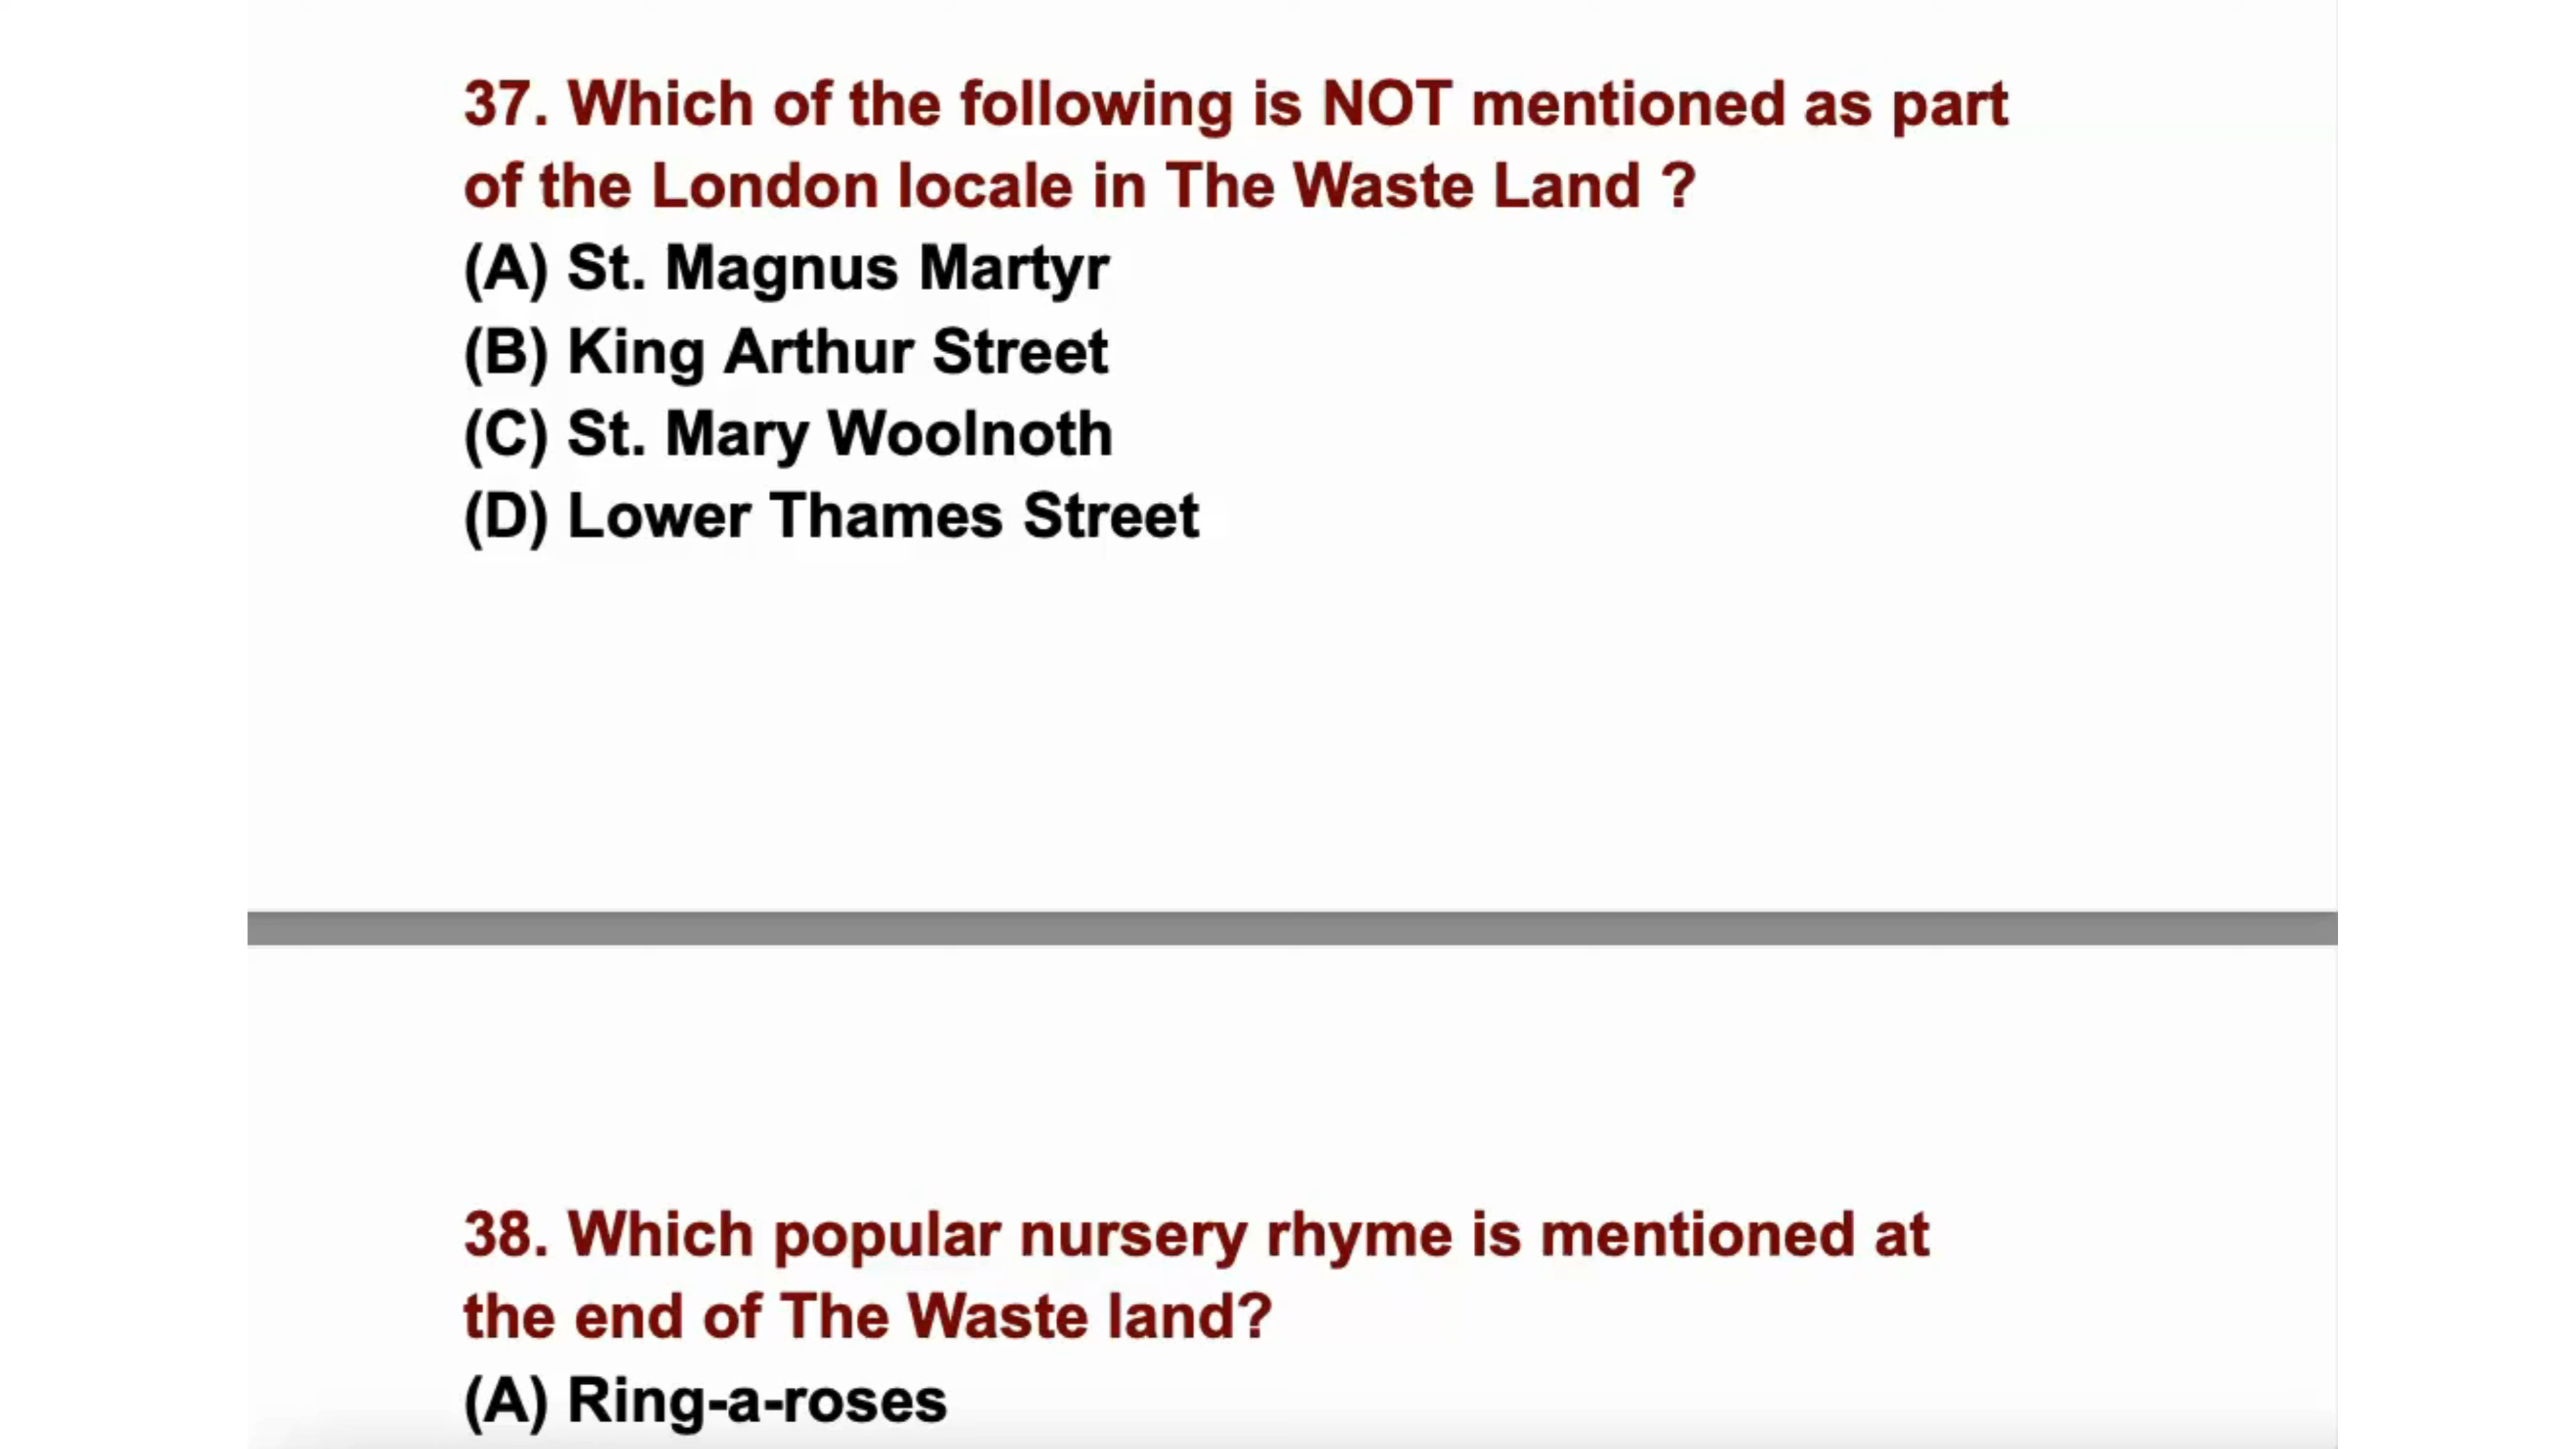 37. Which of the following is NOT mentioned as part
of the London locale in The Waste Land ?
(A) St. Magnus Martyr
(B) King Arthur Street
(C) St. Mary Woolnoth
(D) Lower Thames Street
38. Which popular nursery rhyme is mentioned at
the end of The Waste land?
(A) Ring-a-roses